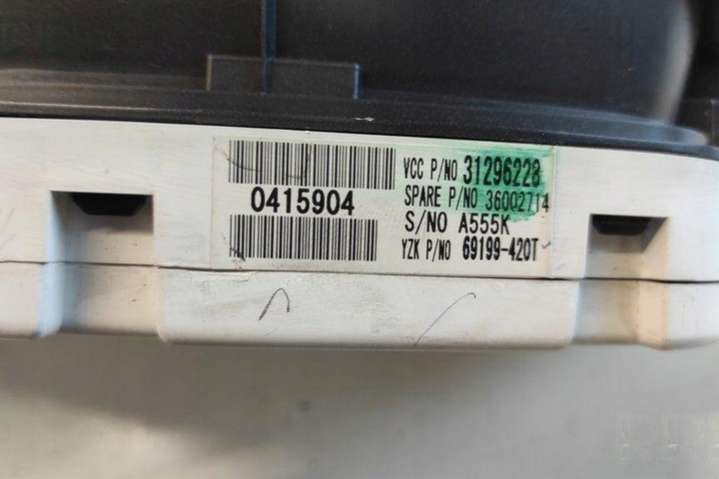 0415904
VCC P/NO 31296228
SPARE P/NO 36002714
S/NO A555K
YZK P/NO 69199-420T